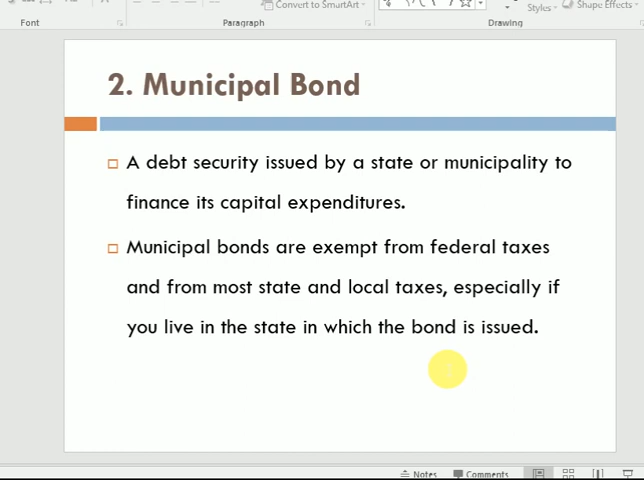 Convert to SmartArt
Styles
Shape Effects
Font
Paragraph
Drawing
2. Municipal Bond
A debt security issued by a state or municipality to
finance its capital expenditures.
Municipal bonds are exempt from federal taxes
and from most state and local taxes, especially if
you live in the state in which the bond is issued.
Notes
Comments